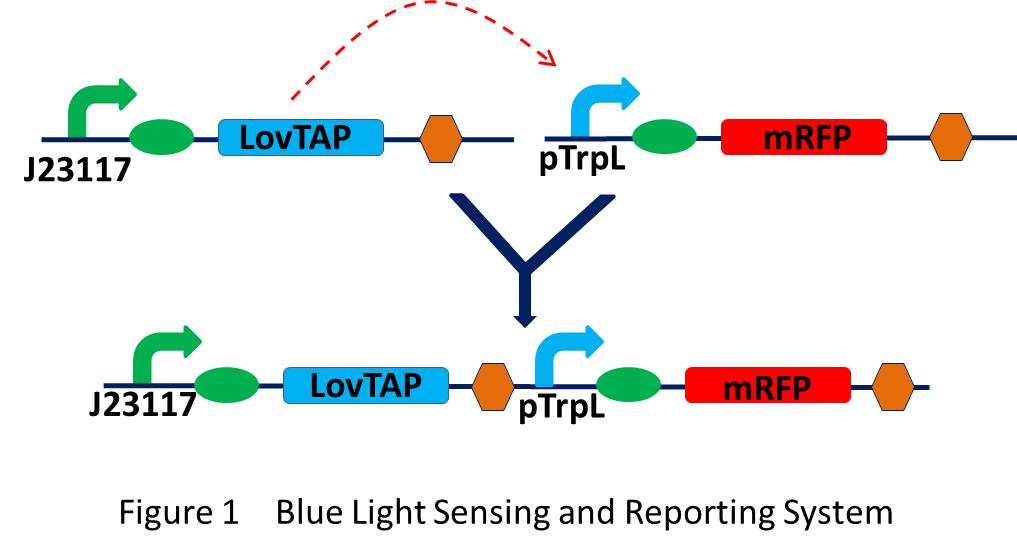 LovTAP
mRFP
J23117
pTrpL
LovTAP
mRFP
J23117
pTrpL
Figure 1 Blue Light Sensing and Reporting System